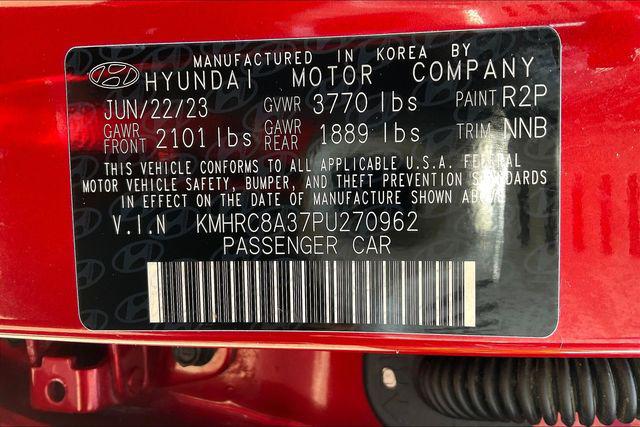 MANUFACTURED IN KOREA BY
HYUNDAI MOTOR COMPANY
JUN/22/23 GVWR 3770 lbs PAINT R2P
GAWR FRONT 2101 lbs GAWR REAR 1889 lbs TRIM NNB
THIS VEHICLE CONFORMS TO ALL APPLICABLE U.S.A. FEDERAL
MOTOR VEHICLE SAFETY, BUMPER, AND THEFT PREVENTION STANDARDS
IN EFFECT ON THE DATE OF MANUFACTURE SHOWN ABOVE
V.I.N KMHRC8A37PU270962
PASSENGER CAR